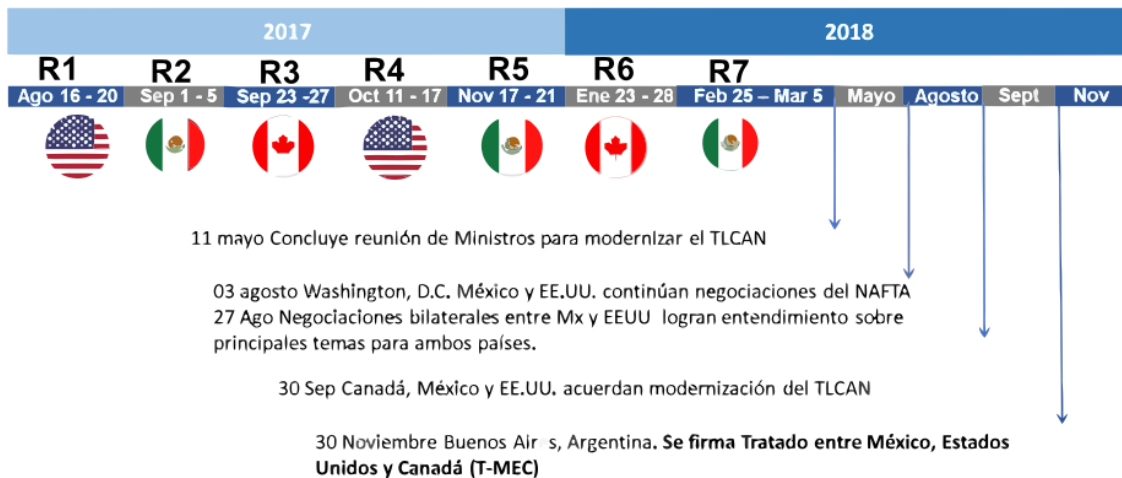 2017 2018
R1 R2 R3 R4 R5 R6 R7
Ago 16 - 20 Sep 1 - 5 Sep 23 -27 Oct 11 - 17 Nov 17 - 21 Ene 23 - 28 Feb 25 – Mar 5 Mayo Agosto Sept Nov
11 mayo Concluye reunión de Ministros para modernizar el TLCAN
03 agosto Washington, D.C. México y EE.UU. continúan negociaciones del NAFTA
27 Ago Negociaciones bilaterales entre Mx y EEUU logran entendimiento sobre
principales temas para ambos países.
30 Sep Canadá, México y EE.UU. acuerdan modernización del TLCAN
30 Noviembre Buenos Air s, Argentina. Se firma Tratado entre México, Estados
Unidos y Canadá (T-MEC)